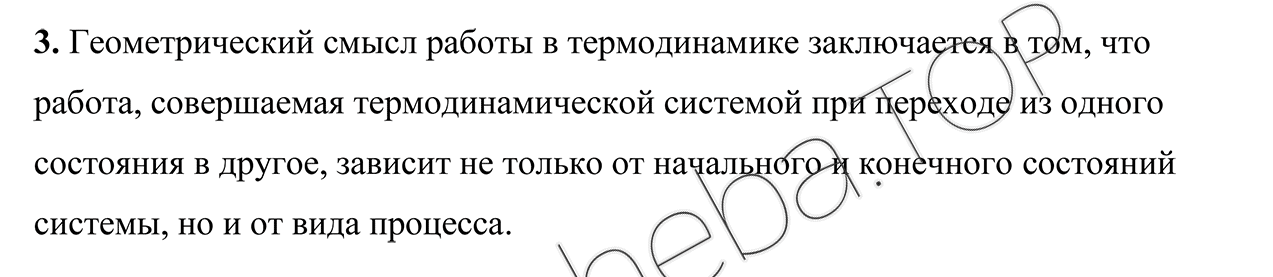 3. Геометрический смысл работы в термодинамике заключается в том, что
работа, совершаемая термодинамической системой при переходе из одного
состояния в другое, зависит не только от начального и конечного состояний
системы, но и от вида процесса.
heba.TOP